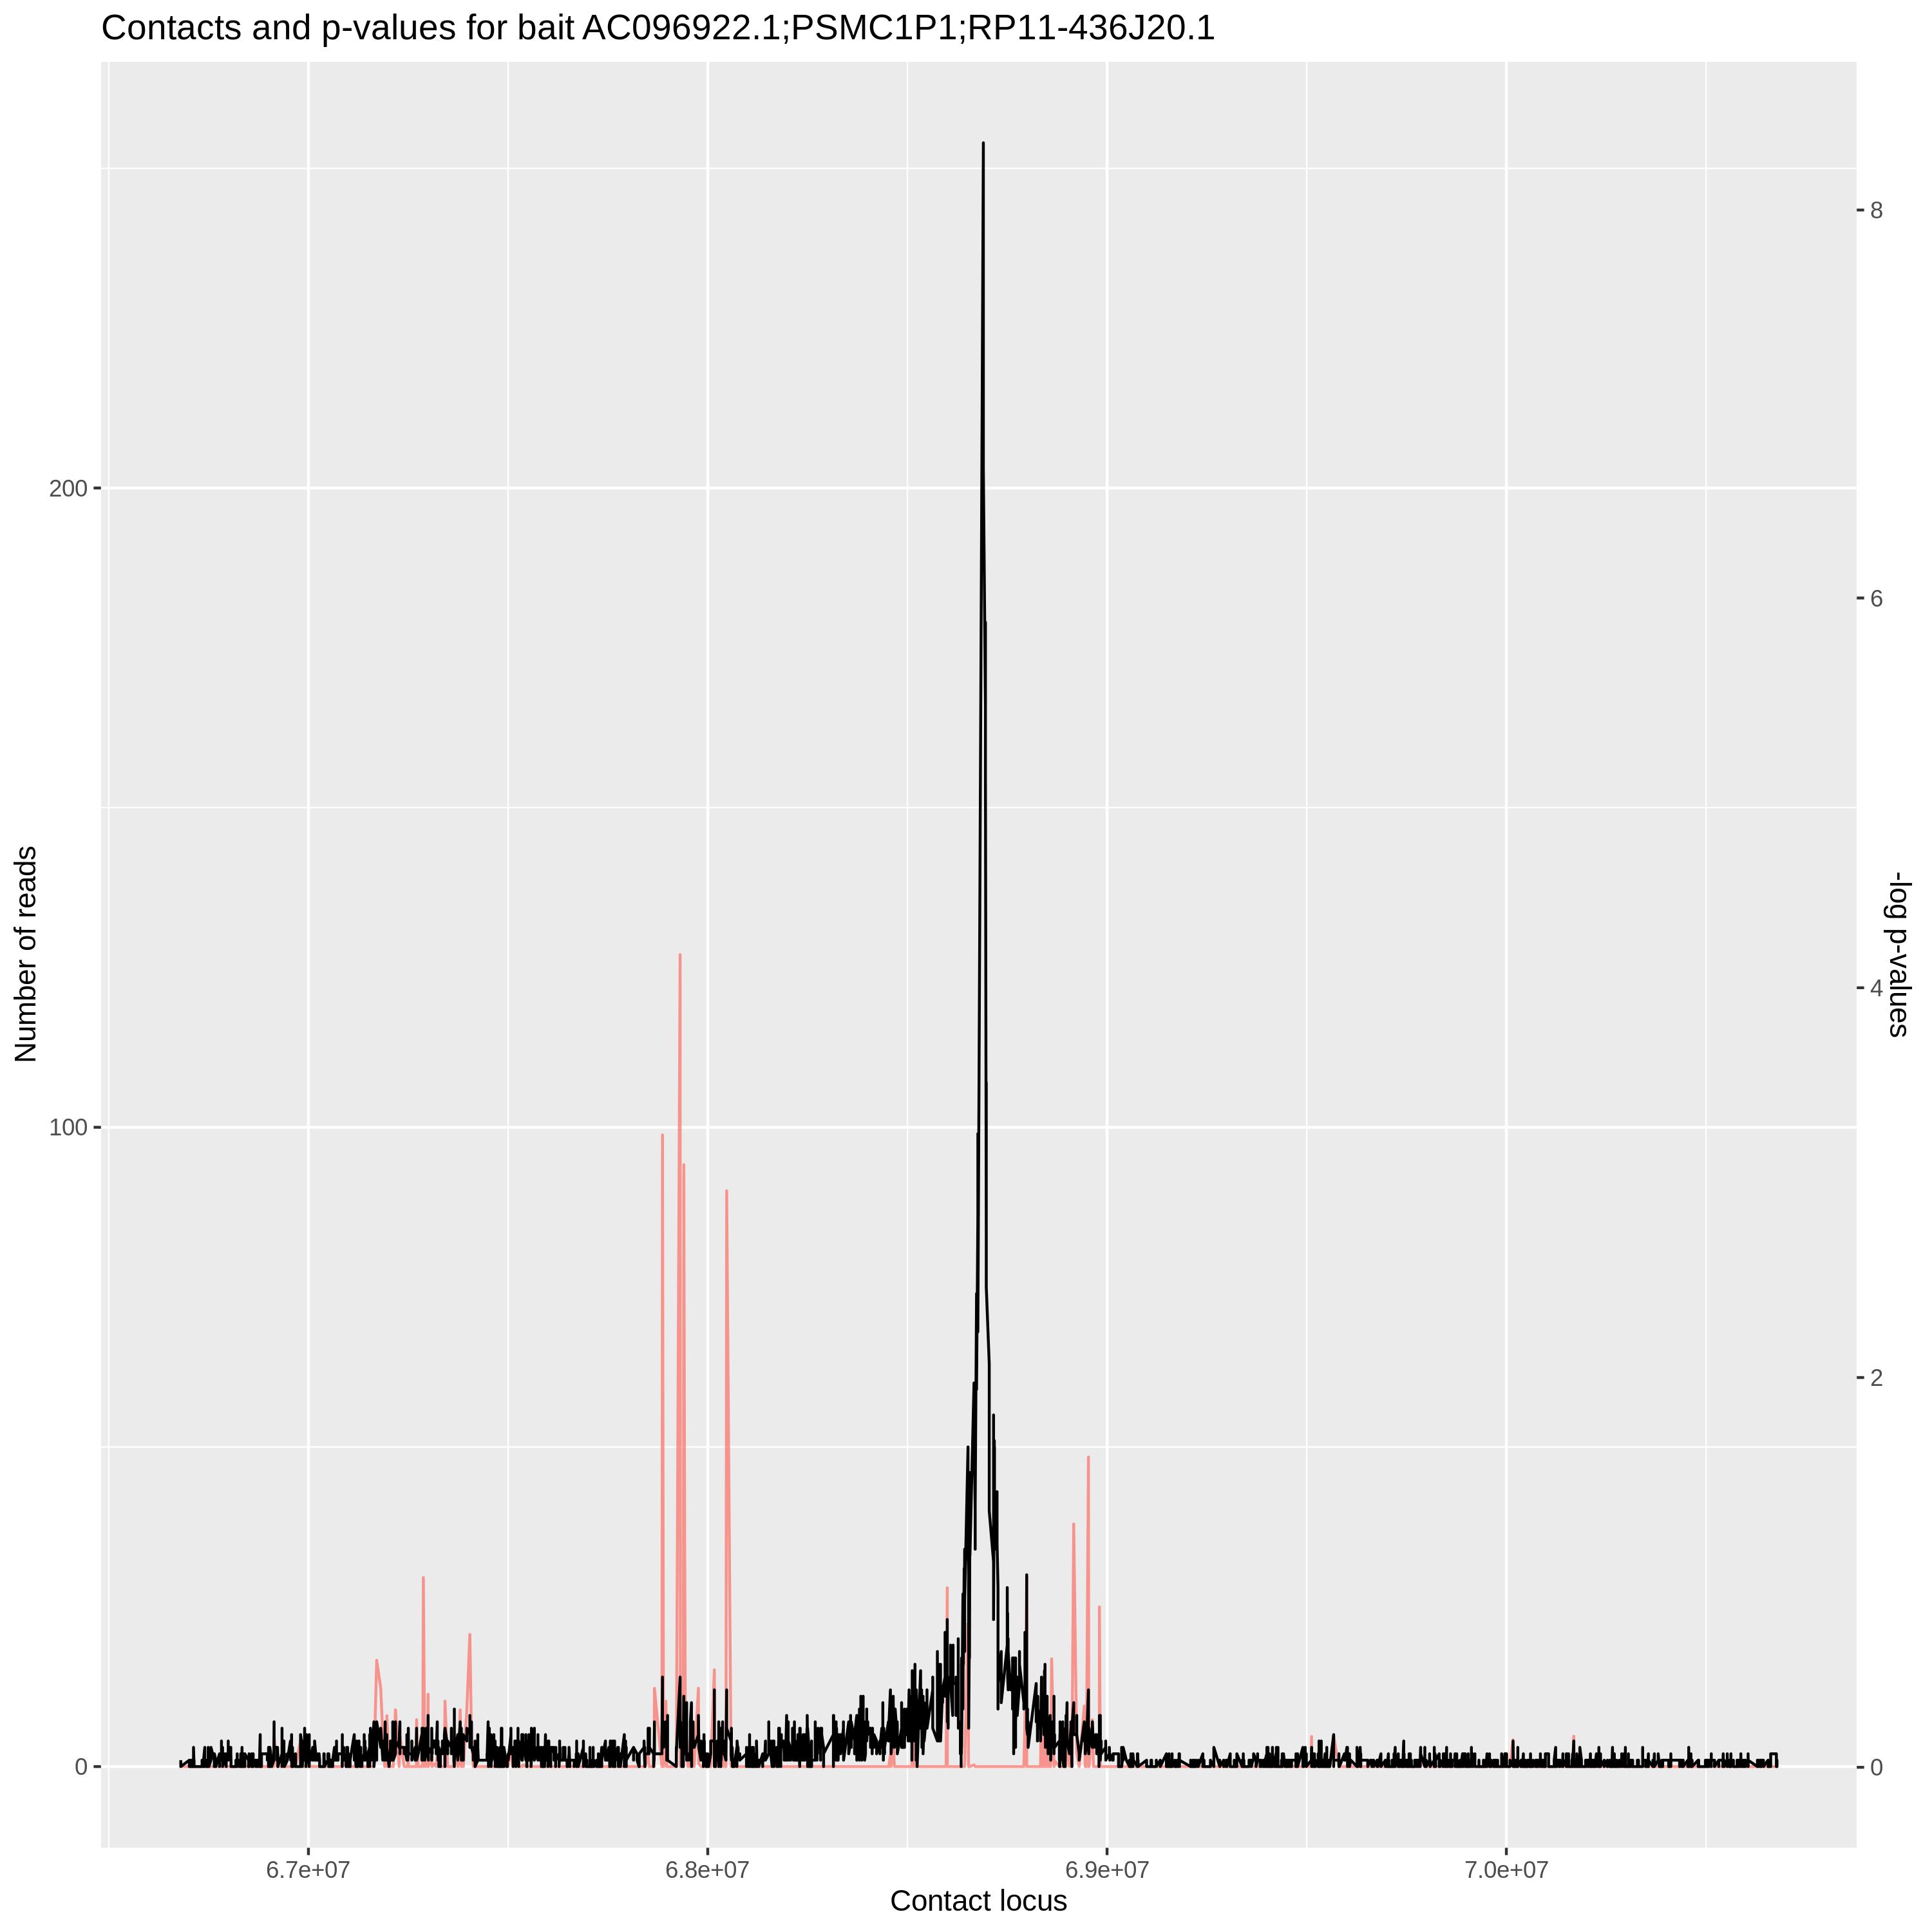 Contacts and p-values for bait AC096922.1;PSMC1P1;RP11-436J20.1
Number of reads
200
100
0
8
6
4
2
0
-log p-values
6.7e+07
6.8e+07
6.9e+07
7.0e+07
Contact locus